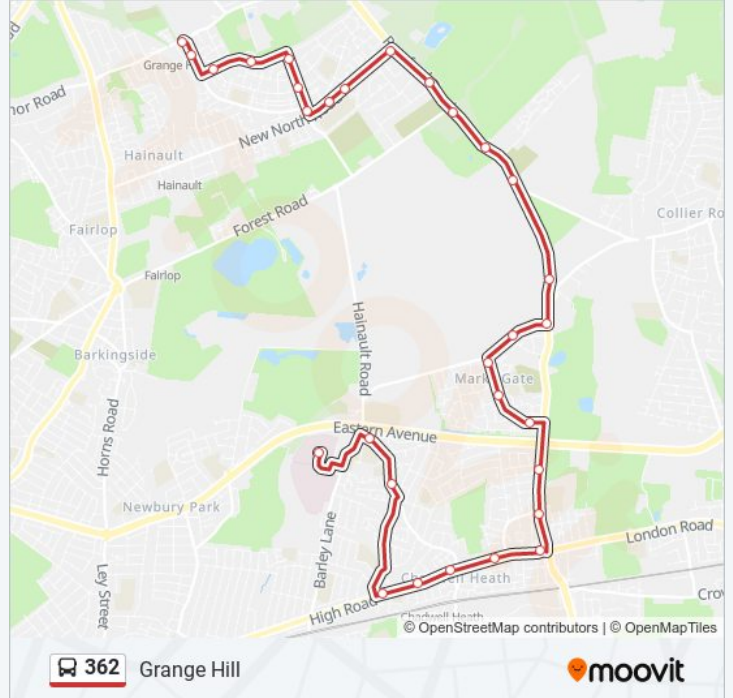 Grange H
nor Road
New North
Hainault
Hainault
Collier Ro
Forest Road
Fairlop
Fairlop
Hainault Road
Barkingside
Mark Gate
Horns Road
Eastern Avenue
Newbury Park
London Road
Barley Lane
Ley Street
Heath
Cro
High Road
Chadwell Heath
© OpenStreetMap contributors | © OpenMapTiles
362 Grange Hill
moovit